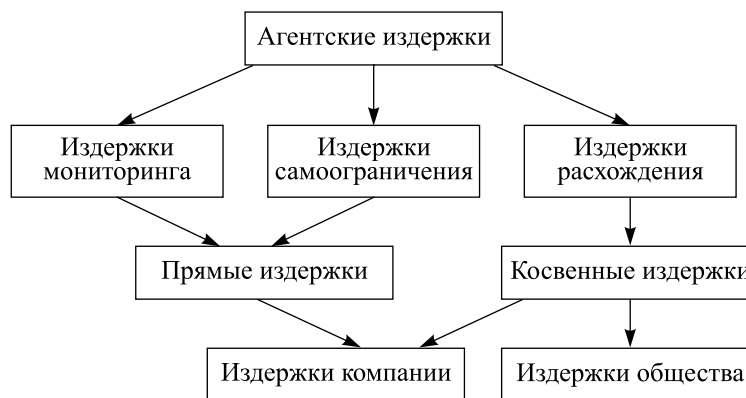 Агентские издержки
Издержки
мониторинга
Издержки
самоограничения
Издержки
расхождения
Прямые издержки
Косвенные издержки
Издержки компании
Издержки общества